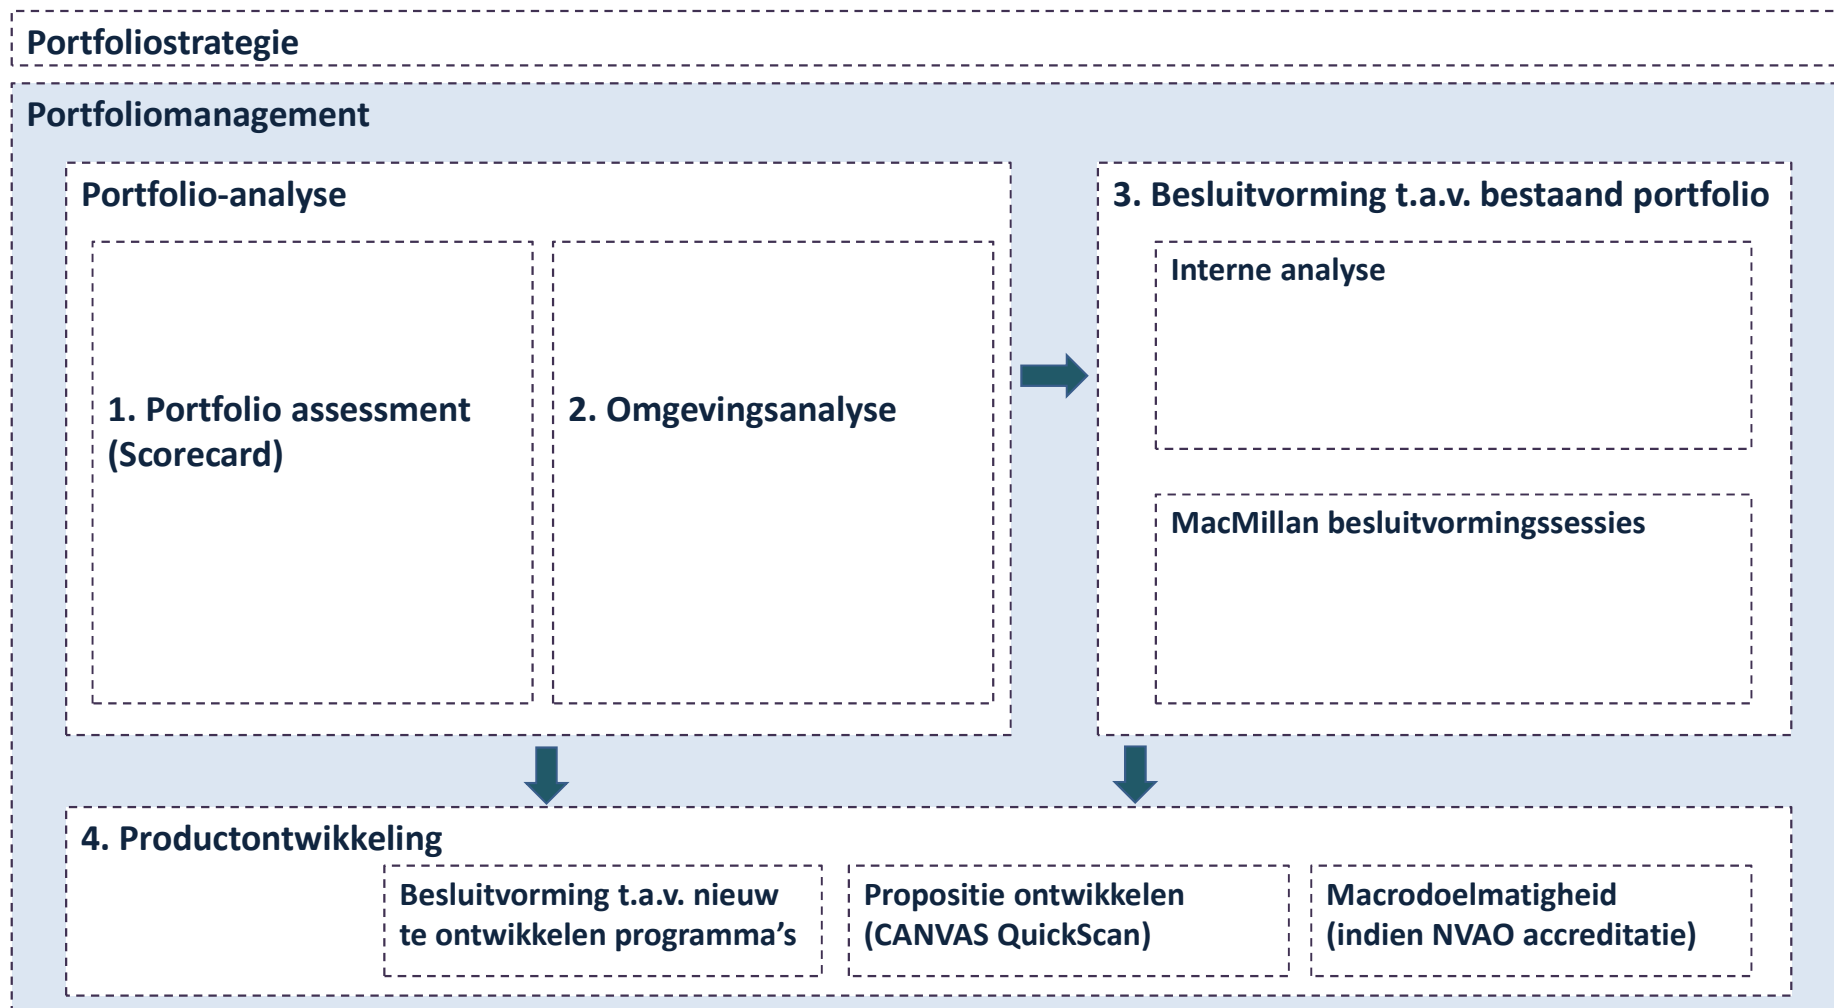 Portfoliostrategie
Portfoliomanagement
Portfolio-analyse
1. Portfolio assessment
(Scorecard)
2. Omgevingsanalyse
3. Besluitvorming t.a.v. bestaand portfolio
Interne analyse
MacMillan besluitvormingssessies
4. Productontwikkeling
Besluitvorming t.a.v. nieuw
te ontwikkelen programma’s
Propositie ontwikkelen
(CANVAS QuickScan)
Macrodoelmatigheid
(indien NVAO accreditatie)